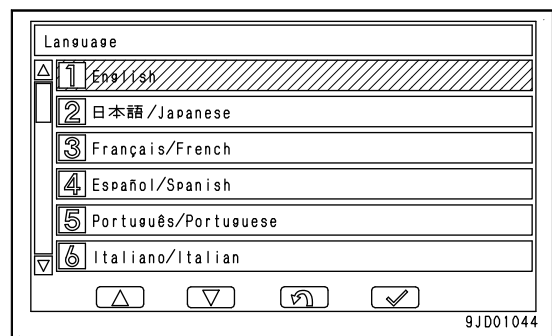 Language
1 English
2 日本語/Japanese
3 Français/French
4 Español/Spanish
5 Português/Portuguese
6 Italiano/Italian
9JD01044